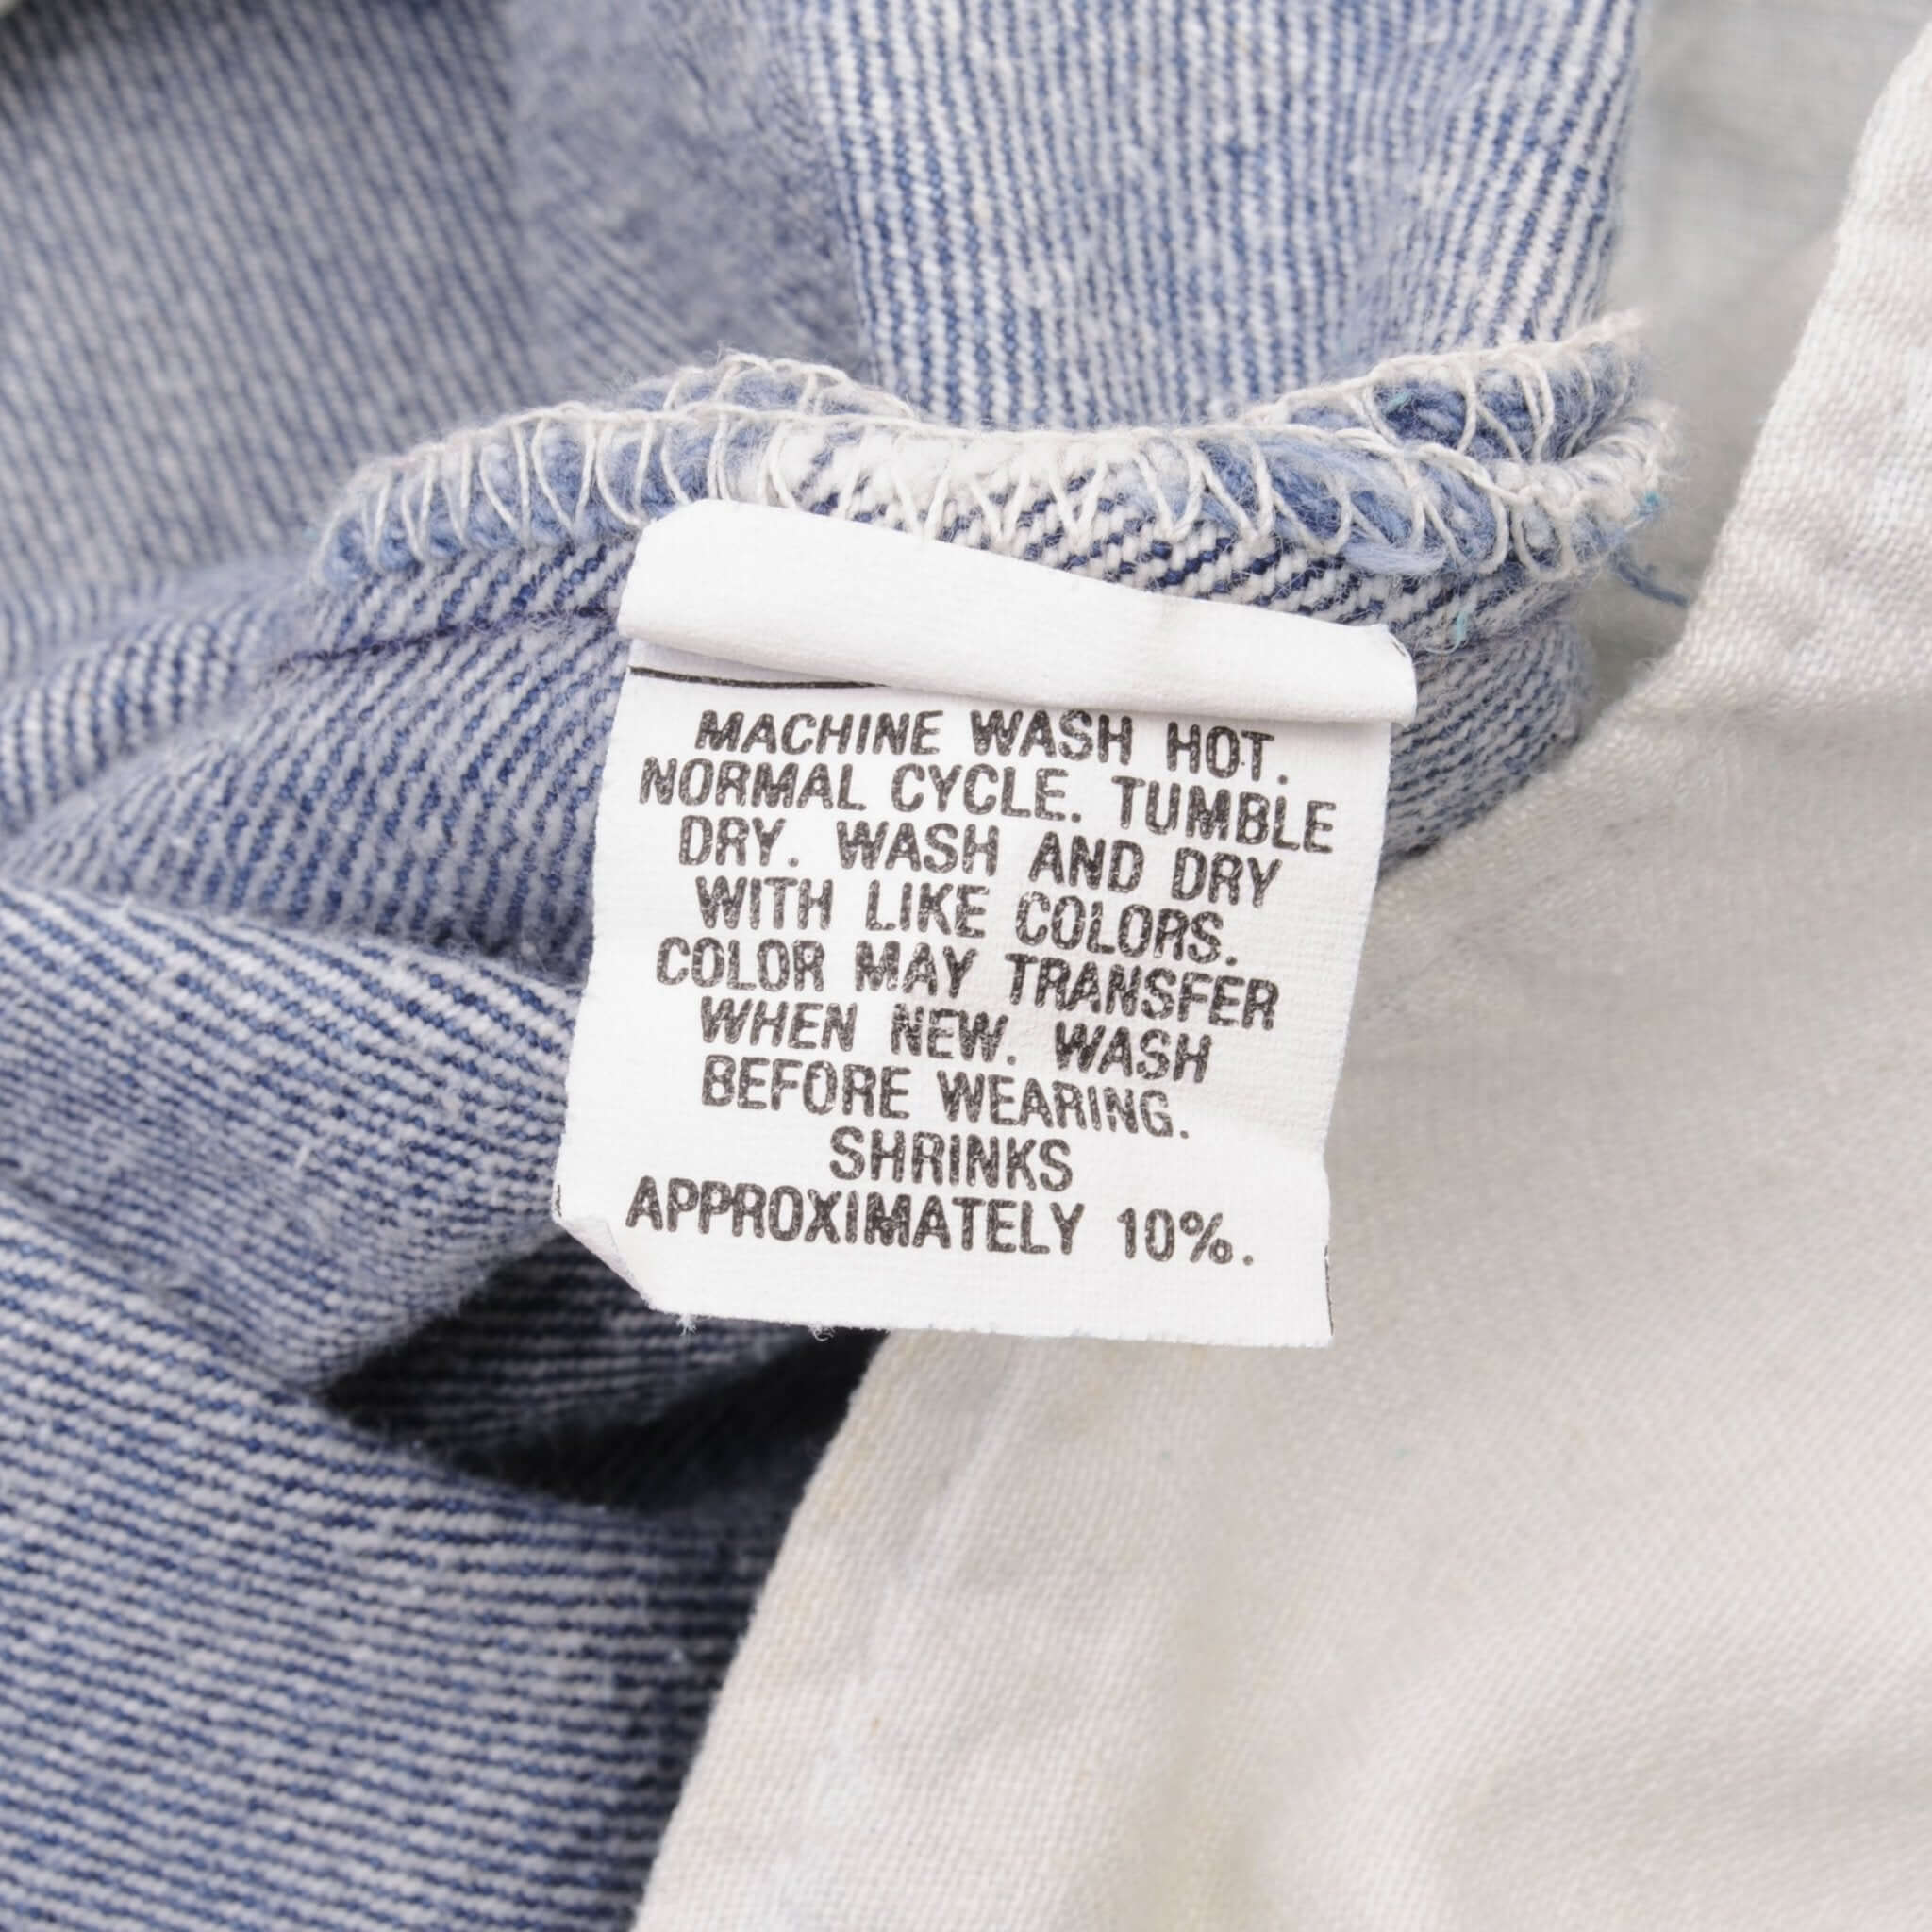 MACHINE WASH HOT.
NORMAL CYCLE. TUMBLE
DRY. WASH AND DRY
WITH LIKE COLORS.
COLOR MAY TRANSFER
WHEN NEW. WASH
BEFORE WEARING.
SHRINKS
APPROXIMATELY 10%.